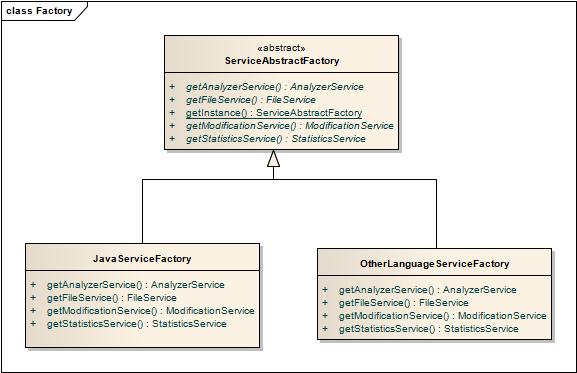 class Factory
«abstract»
ServiceAbstractFactory
+ getAnalyzerService() : AnalyzerService
+ getFileService() : FileService
+ getInstance() : ServiceAbstractFactory
+ getModificationService() : ModificationService
+ getStatisticsService() : StatisticsService
JavaServiceFactory
+ getAnalyzerService() : AnalyzerService
+ getFileService() : FileService
+ getModificationService() : ModificationService
+ getStatisticsService() : StatisticsService
OtherLanguageServiceFactory
+ getAnalyzerService() : AnalyzerService
+ getFileService() : FileService
+ getModificationService() : ModificationService
+ getStatisticsService() : StatisticsService